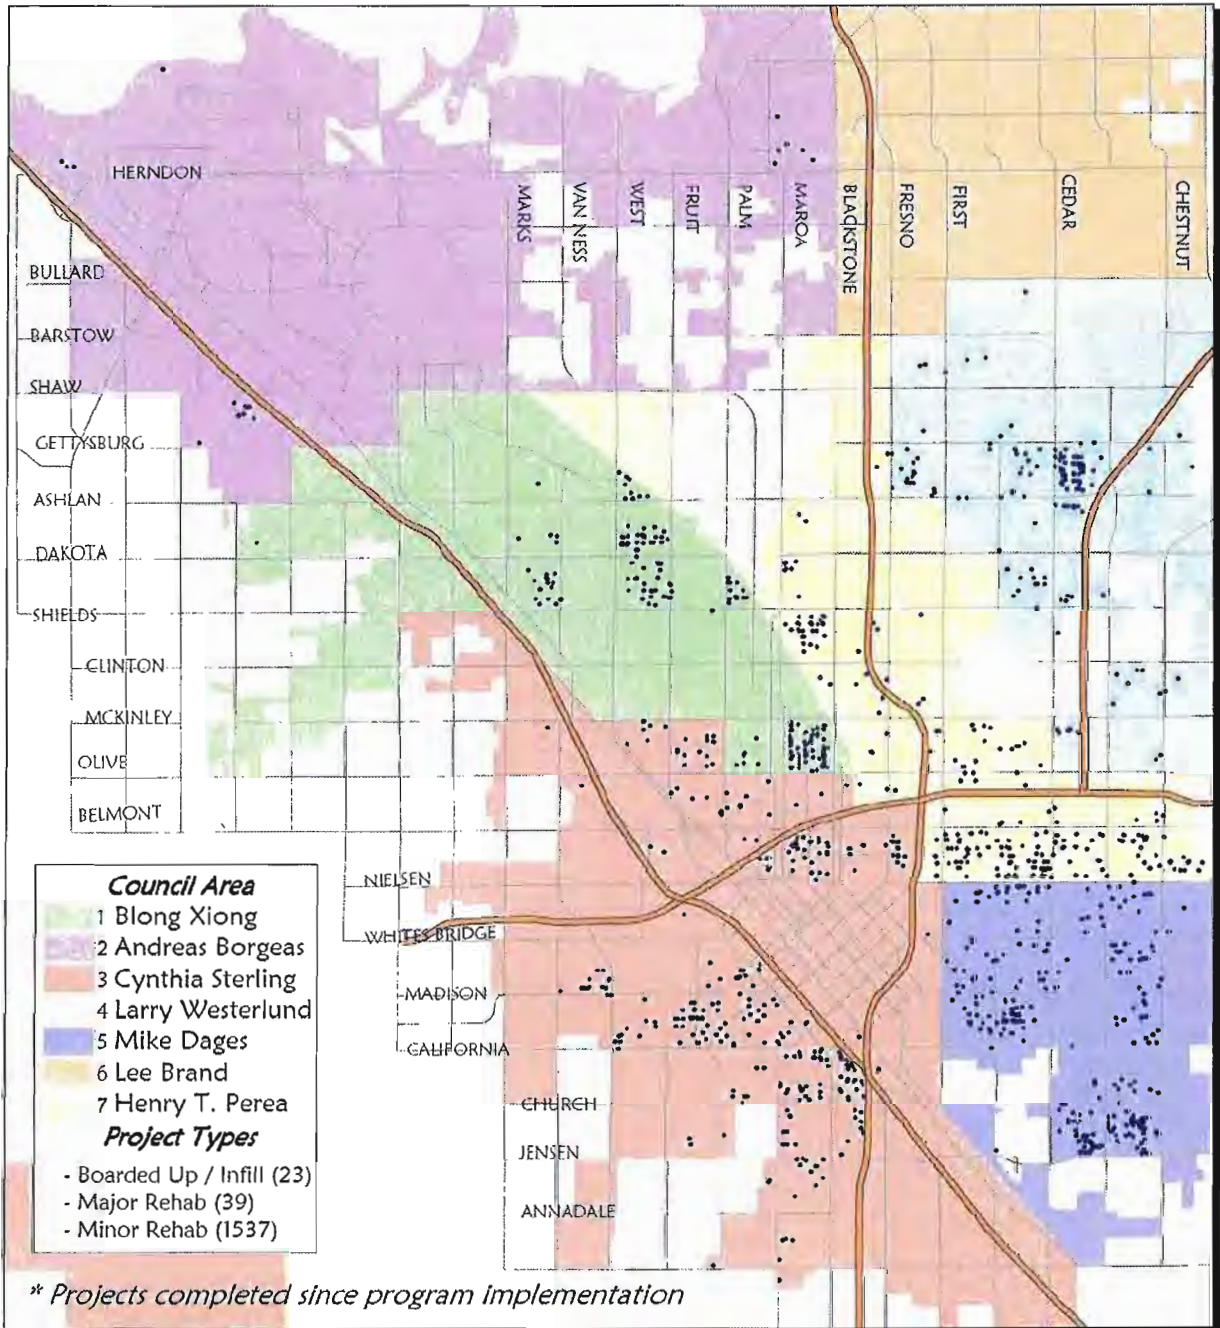 HERNDON
MARKS
VAN NESS
WEST
FRUIT
PALM
MAROA
BLACKSTONE
FRESNO
FIRST
CEDAR
CHESTNUT
BULLARD
BARSTOW
SHAW
GETTYSBURG
ASHLAN
DAKOTA
SHIELDS
CLINTON
MCKINLEY
OLIVE
BELMONT
NIELSEN
WHITES BRIDGE
MADISON
CALIFORNIA
CHURCH
JENSEN
ANNADALE
Council Area
1 Blong Xiong
2 Andreas Borgeas
3 Cynthia Sterling
4 Larry Westerlund
5 Mike Dages
6 Lee Brand
7 Henry T. Perea
Project Types
- Boarded Up / Infill (23)
- Major Rehab (39)
- Minor Rehab (1537)
* Projects completed since program implementation